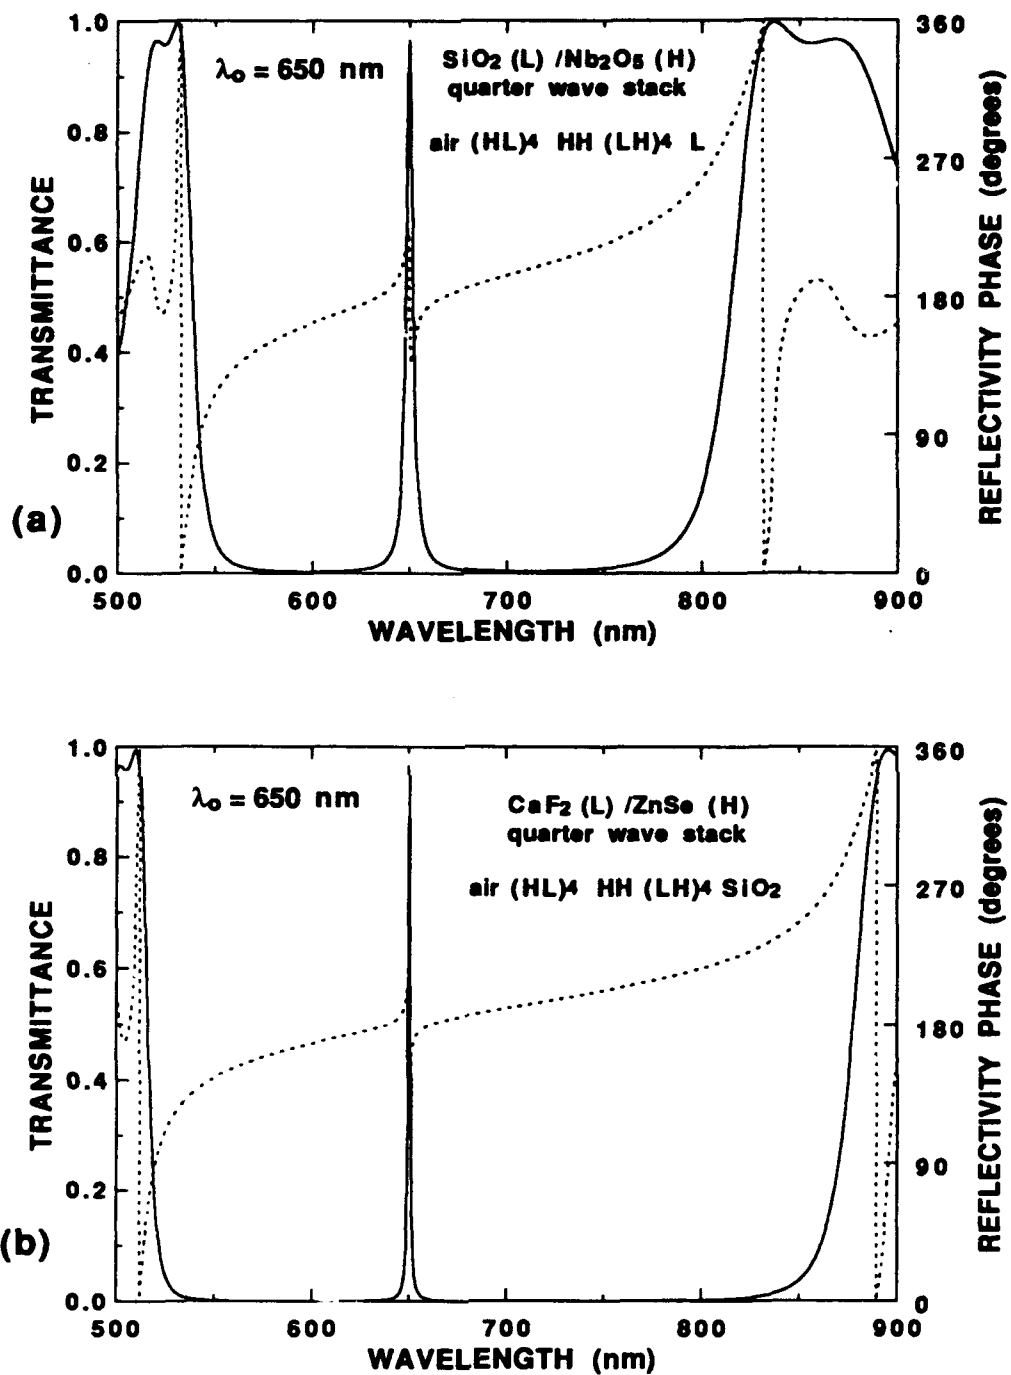 1.0
0.8
0.6
0.4
0.2
0.0
TRANSMITTANCE
λo = 650 nm
SiO2 (L) /Nb2O5 (H)
quarter wave stack
air (HL)4 HH (LH)4 L
360
270
180
90
0
REFLECTIVITY PHASE (degrees)
(a)
500 600 700 800 900
WAVELENGTH (nm)
1.0
0.8
0.6
0.4
0.2
0.0
TRANSMITTANCE
λo = 650 nm
CaF2 (L) /ZnSe (H)
quarter wave stack
air (HL)4 HH (LH)4 SiO2
360
270
180
90
0
REFLECTIVITY PHASE (degrees)
(b)
500 600 700 800 900
WAVELENGTH (nm)